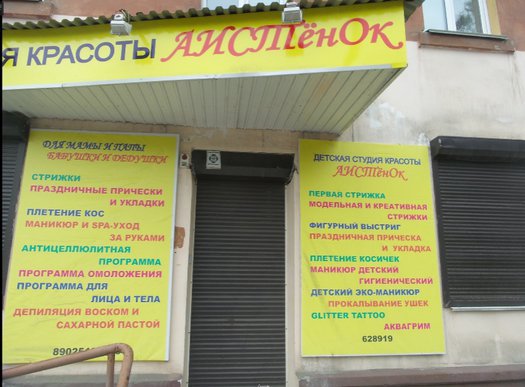 Я КРАСОТЫ АИСТёнОк
ДЛЯ МАМЫ И ПАПЫ
БАБУШКИ И ДЕДУШКИ
СТРИЖКИ
ПРАЗДНИЧНЫЕ ПРИЧЕСКИ
И УКЛАДКИ
ПЛЕТЕНИЕ КОС
МАНИКЮР И SPA-УХОД
ЗА РУКАМИ
АНТИЦЕЛЛЮЛИТНАЯ
ПРОГРАММА
ПРОГРАММА ОМОЛОЖЕНИЯ
ПРОГРАММА ДЛЯ
ЛИЦА И ТЕЛА
ДЕПИЛЯЦИЯ ВОСКОМ И
САХАРНОЙ ПАСТОЙ
ДЕТСКАЯ СТУДИЯ КРАСОТЫ
АИСТЁНОк
ПЕРВАЯ СТРИЖКА
МОДЕЛЬНАЯ И КРЕАТИВНАЯ
СТРИЖКИ
ФИГУРНЫЙ ВЫСТРИГ
ПРАЗДНИЧНАЯ ПРИЧЕСКА
И УКЛАДКА
ПЛЕТЕНИЕ КОСИЧЕК
МАНИКЮР ДЕТСКИЙ
ГИГИЕНИЧЕСКИЙ
ДЕТСКИЙ ЭКО-МАНИКЮР
ПРОКАЛЫВАНИЕ УШЕК
GLITTER TATTOO
АКВАГРИМ
628919